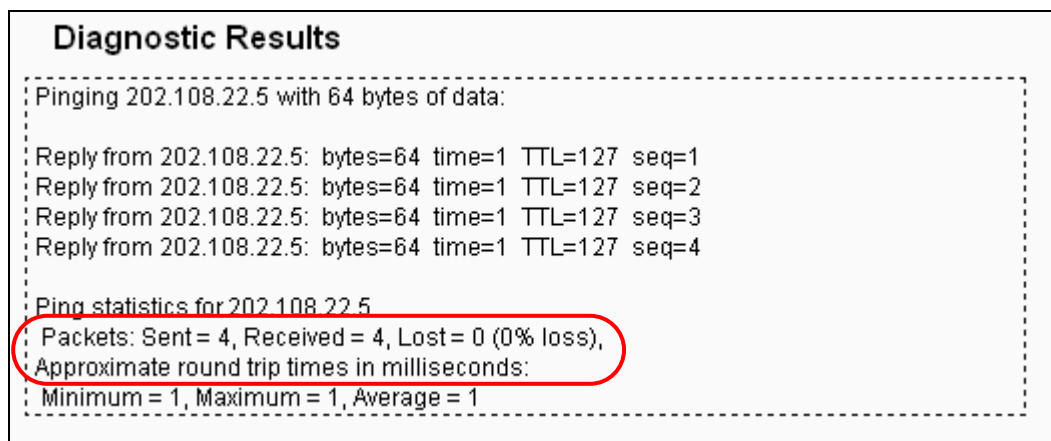 Diagnostic Results
Pinging 202.108.22.5 with 64 bytes of data:
Reply from 202.108.22.5: bytes=64 time=1 TTL=127 seq=1
Reply from 202.108.22.5: bytes=64 time=1 TTL=127 seq=2
Reply from 202.108.22.5: bytes=64 time=1 TTL=127 seq=3
Reply from 202.108.22.5: bytes=64 time=1 TTL=127 seq=4
Ping statistics for 202.108.22.5
Packets: Sent = 4, Received = 4, Lost = 0 (0% loss),
Approximate round trip times in milliseconds:
Minimum = 1, Maximum = 1, Average = 1